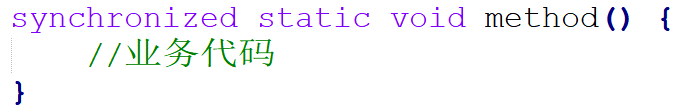 synchronized static void method() {
    //业务代码
}